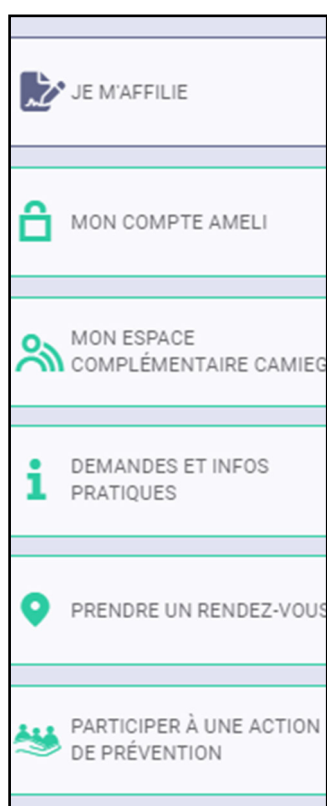 JE M'AFFILIE
MON COMPTE AMELI
MON ESPACE
COMPLÉMENTAIRE CAMIEG
DEMANDES ET INFOS
PRATIQUES
PRENDRE UN RENDEZ-VOUS
PARTICIPER À UNE ACTION
DE PRÉVENTION